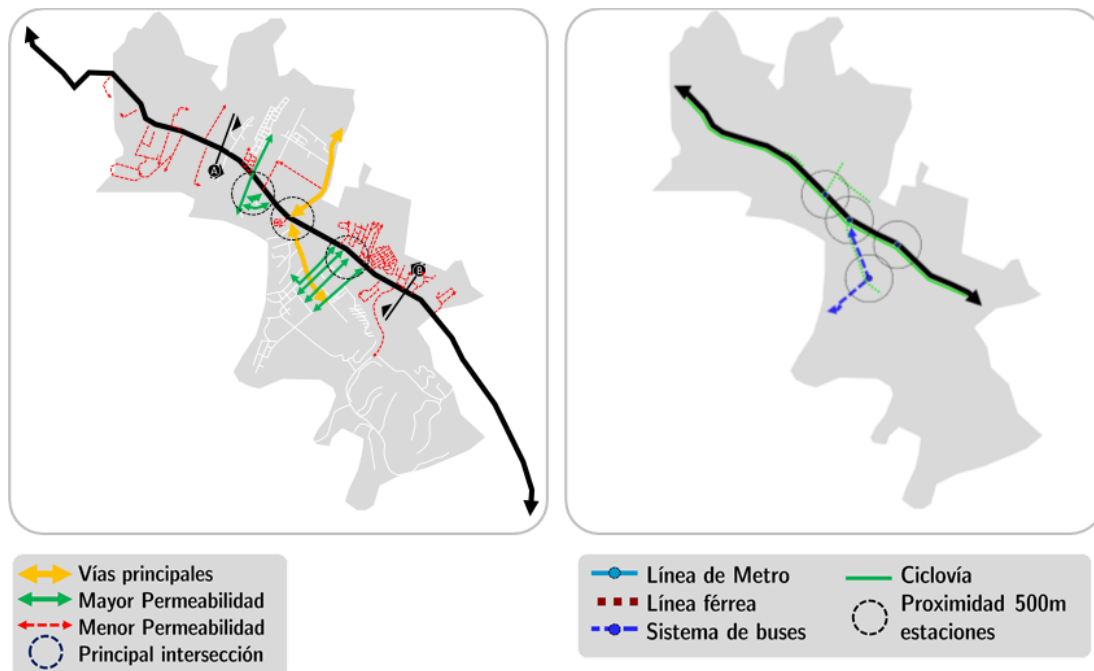 A
B
Vías principales
Mayor Permeabilidad
Menor Permeabilidad
Principal intersección
Línea de Metro
Línea férrea
Sistema de buses
Ciclovía
Proximidad 500m
estaciones